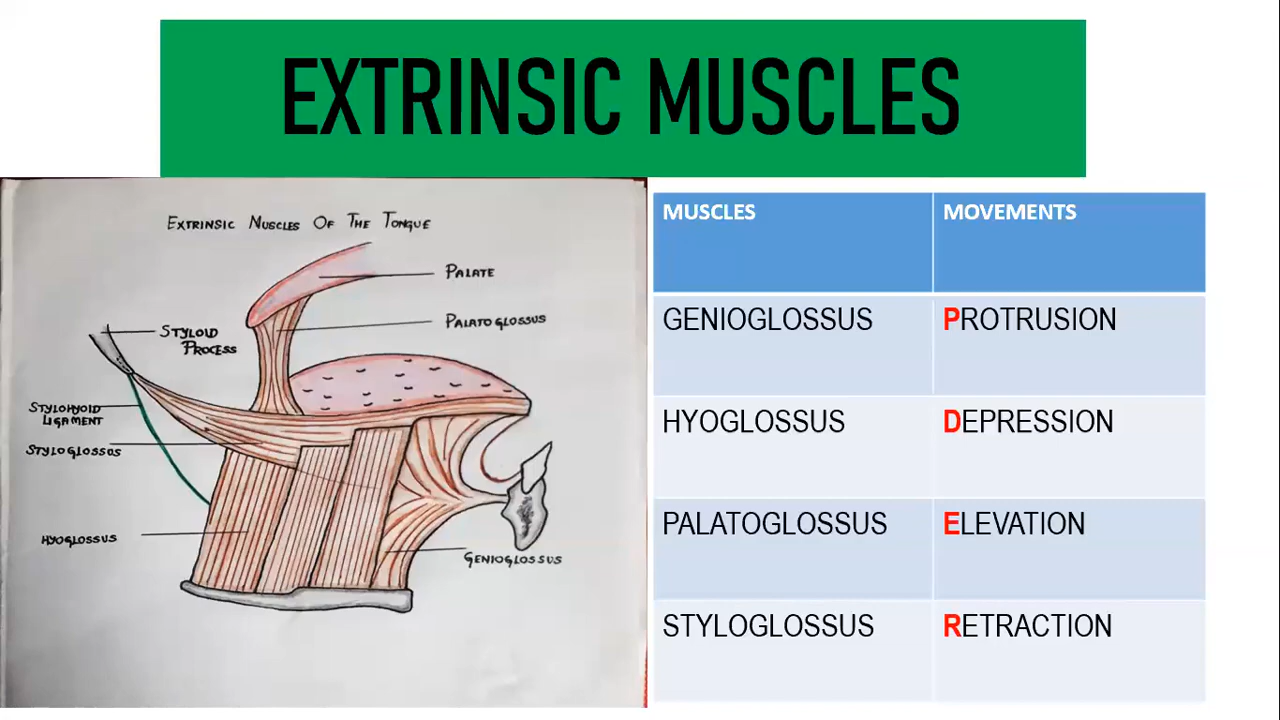 EXTRINSIC MUSCLES
EXTRINSIC MUSCLES OF THE TONGUE
PALATE
PALATOGLOSSUS
STYLOID
PROCESS
STYLOHYOID
LIGAMENT
STYLOGLOSSUS
HYOGLOSSUS
GENIOGLOSSUS
MUSCLES MOVEMENTS
GENIOGLOSSUS PROTRUSION
HYOGLOSSUS DEPRESSION
PALATOGLOSSUS ELEVATION
STYLOGLOSSUS RETRACTION